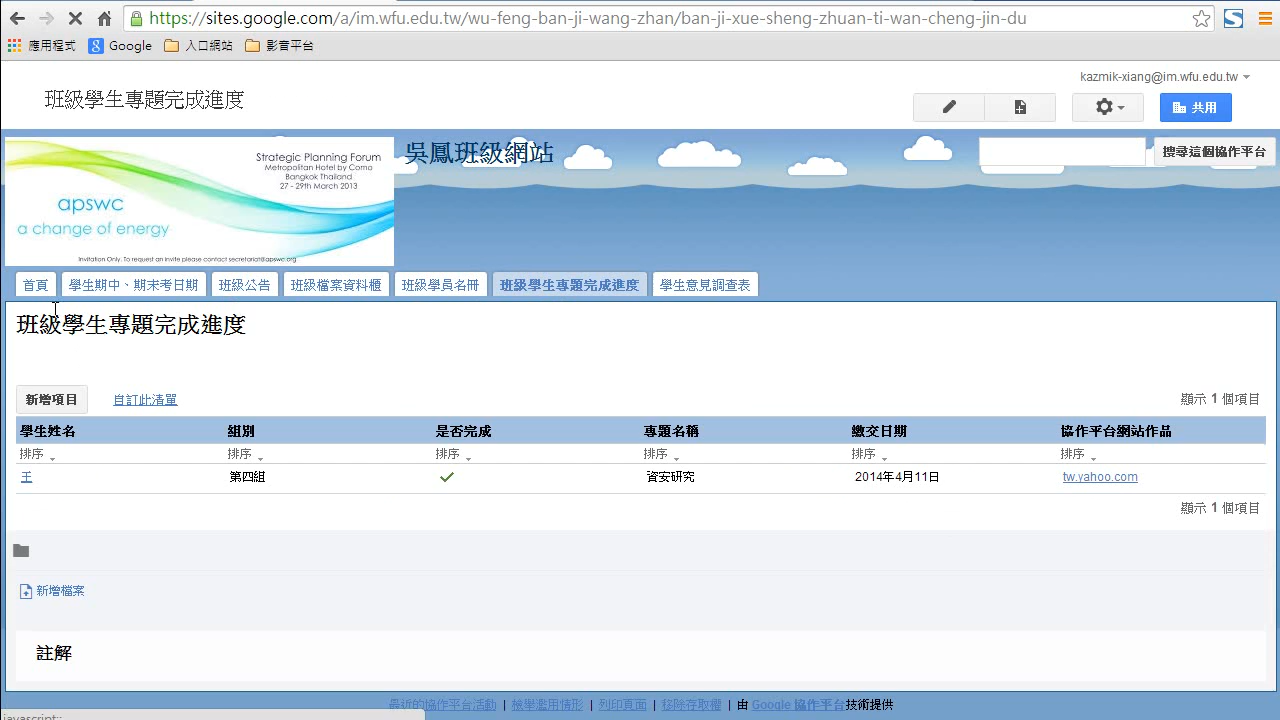 https://sites.google.com/a/im.wfu.edu.tw/wu-feng-ban-ji-wang-zhan/ban-ji-xue-sheng-zhuan-ti-wan-cheng-jin-du
應用程式 Google 入口網站 影音平台
kazmik-xiang@im.wfu.edu.tw
班級學生專題完成進度
共用
Strategic Planning Forum
Metropolitan Hotel by Como
Bangkok Thailand
27 - 29th March 2013
apswc
a change of energy
Invitation Only. To request an invite please contact secretariat@apswc.org
吳鳳班級網站
搜尋這個協作平台
首頁 學生期中、期末考日期 班級公告 班級檔案資料櫃 班級學員名冊 班級學生專題完成進度 學生意見調查表
班級學生專題完成進度
新增項目 自訂此清單 顯示 1 個項目
學生姓名 組別 是否完成 專題名稱 繳交日期 協作平台網站作品
排序 排序 排序 排序 排序 排序
王 第四組 資安研究 2014年4月11日 tw.yahoo.com
顯示 1 個項目
新增檔案
註解
最近的協作平台活動 | 檢舉濫用情形 | 列印頁面 | 移除存取權 | 由 Google 協作平台技術提供
javascript:;